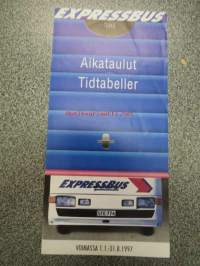 EXPRESSBUS
Aikataulut
Tidtabeller
EXPRESSBUS
VOIMASSA 1.1.-31.8.1997